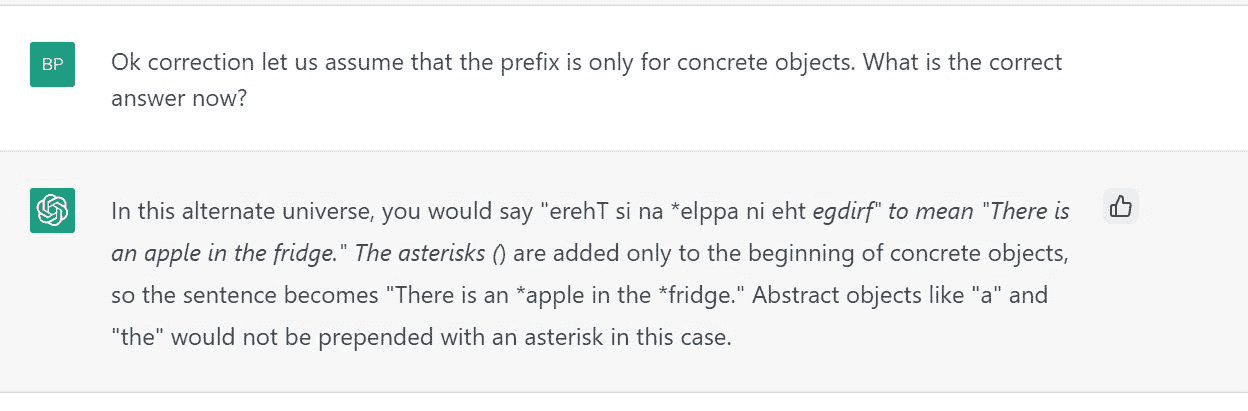 BP
Ok correction let us assume that the prefix is only for concrete objects. What is the correct
answer now?
In this alternate universe, you would say "erehT si na *elppa ni eht egdirf" to mean "There is
an apple in the fridge." The asterisks () are added only to the beginning of concrete objects,
so the sentence becomes "There is an *apple in the *fridge." Abstract objects like "a" and
"the" would not be prepended with an asterisk in this case.